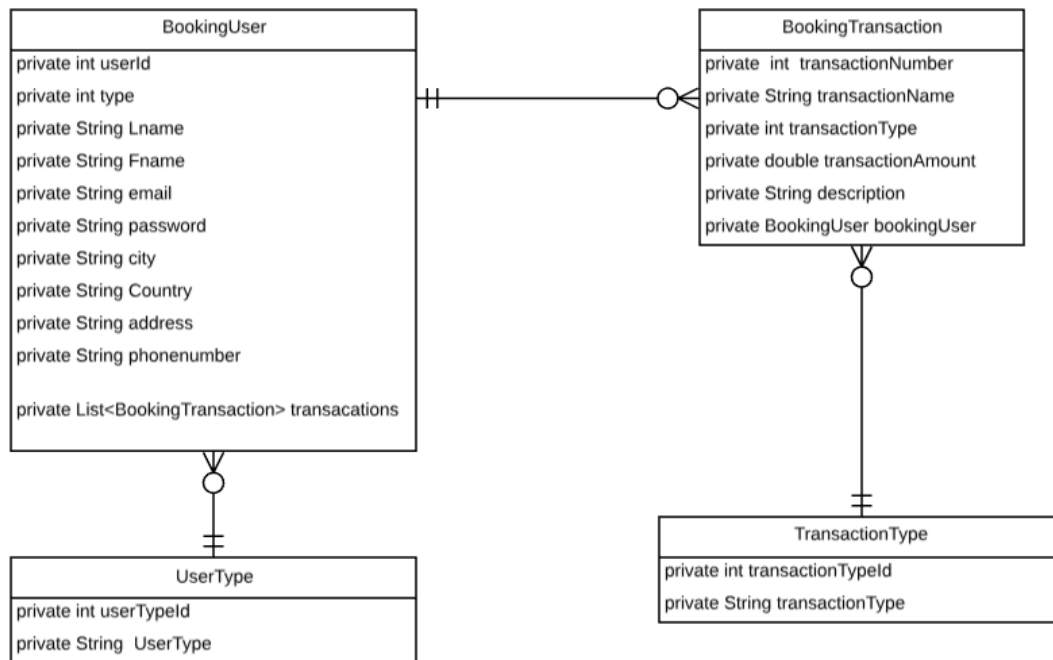 BookingUser
private int userId
private int type
private String Lname
private String Fname
private String email
private String password
private String city
private String Country
private String address
private String phonenumber
private List<BookingTransaction> transacations
BookingTransaction
private int transactionNumber
private String transactionName
private int transactionType
private double transactionAmount
private String description
private BookingUser bookingUser
UserType
private int userTypeId
private String UserType
TransactionType
private int transactionTypeId
private String transactionType